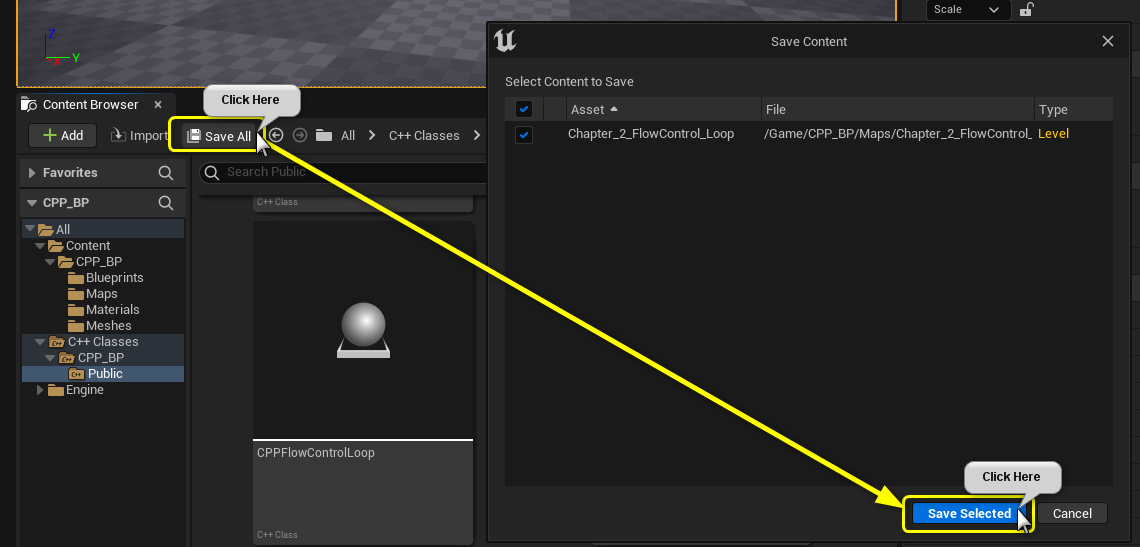 Scale
Z
Y
X
Save Content
Select Content to Save
Asset File Type
Chapter_2_FlowControl_Loop /Game/CPP_BP/Maps/Chapter_2_FlowControl_ Level
Content Browser
Click Here
Add Import Save All All C++ Classes
Favorites
Search Public
CPP_BP
C++ Class
All
Content
CPP_BP
Blueprints
Maps
Materials
Meshes
C++ Classes
CPP_BP
Public
Engine
CPPFlowControlLoop
C++ Class
Click Here
Save Selected Cancel